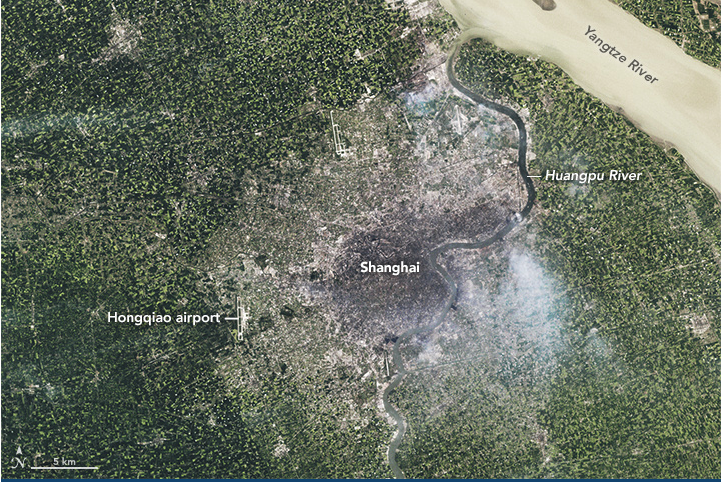 Yangtze River
Huangpu River
Shanghai
Hongqiao airport
N
5 km